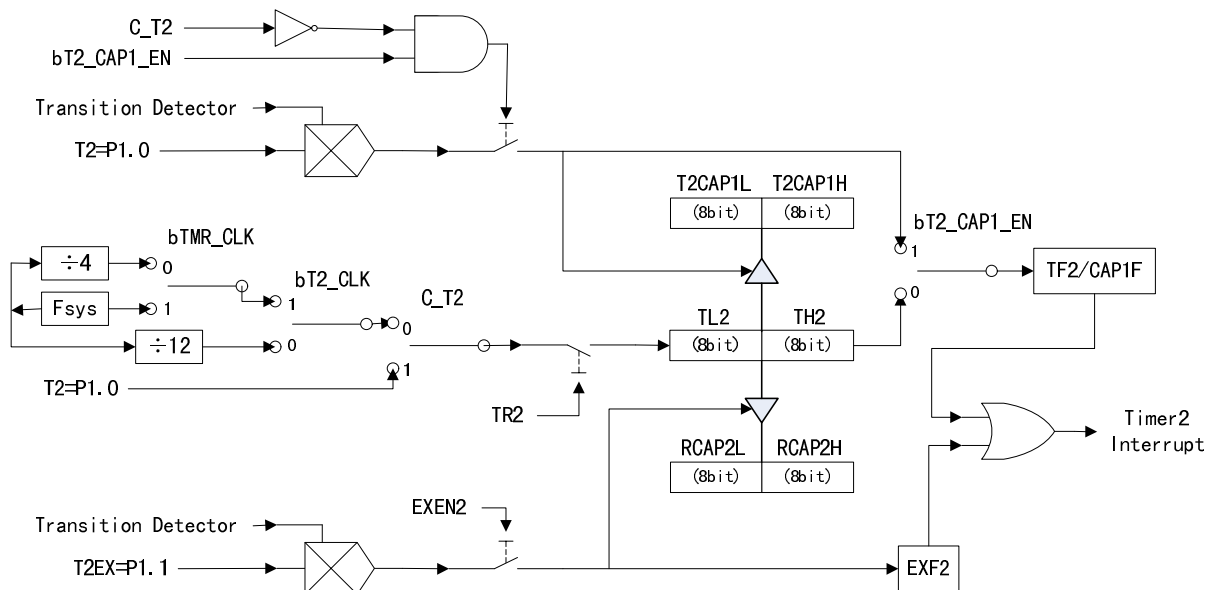 C_T2
bT2_CAP1_EN
Transition Detector
T2=P1.0
T2CAP1L
T2CAP1H
(8bit)
(8bit)
bT2_CAP1_EN
1
0
TF2/CAP1F
bTMR_CLK
÷4
0
Fsys
1
÷12
bT2_CLK
1
0
C_T2
0
1
T2=P1.0
TR2
TL2
TH2
(8bit)
(8bit)
RCAP2L
RCAP2H
(8bit)
(8bit)
Timer2
Interrupt
EXEN2
Transition Detector
T2EX=P1.1
EXF2